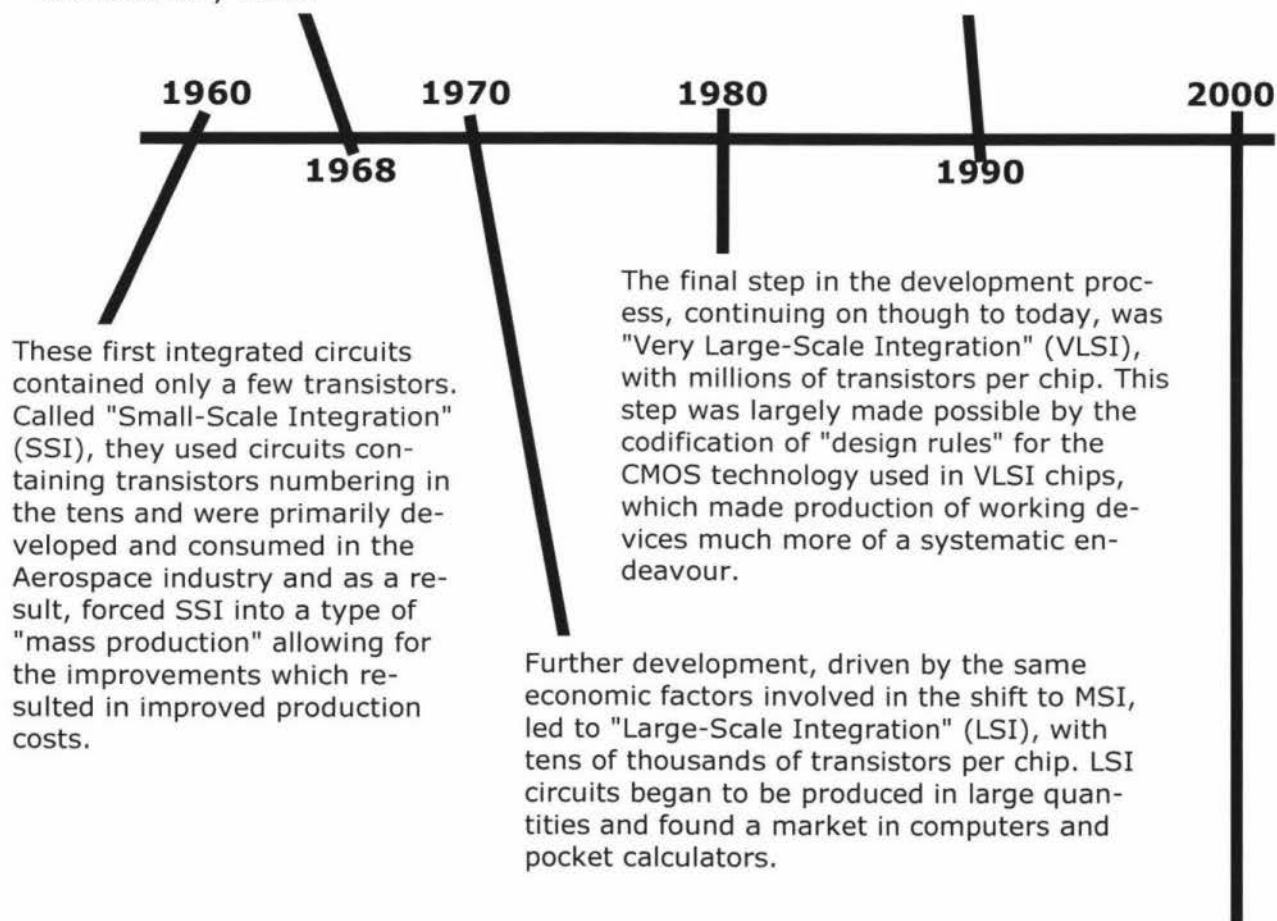 1960
1970
1980
2000
1968
1990
The final step in the development proc-
ess, continuing on though to today, was
"Very Large-Scale Integration" (VLSI),
with millions of transistors per chip. This
step was largely made possible by the
codification of "design rules" for the
CMOS technology used in VLSI chips,
which made production of working de-
vices much more of a systematic en-
deavour.
These first integrated circuits
contained only a few transistors.
Called "Small-Scale Integration"
(SSI), they used circuits con-
taining transistors numbering in
the tens and were primarily de-
veloped and consumed in the
Aerospace industry and as a re-
sult, forced SSI into a type of
"mass production" allowing for
the improvements which re-
sulted in improved production
costs.
Further development, driven by the same
economic factors involved in the shift to MSI,
led to "Large-Scale Integration" (LSI), with
tens of thousands of transistors per chip. LSI
circuits began to be produced in large quan-
tities and found a market in computers and
pocket calculators.